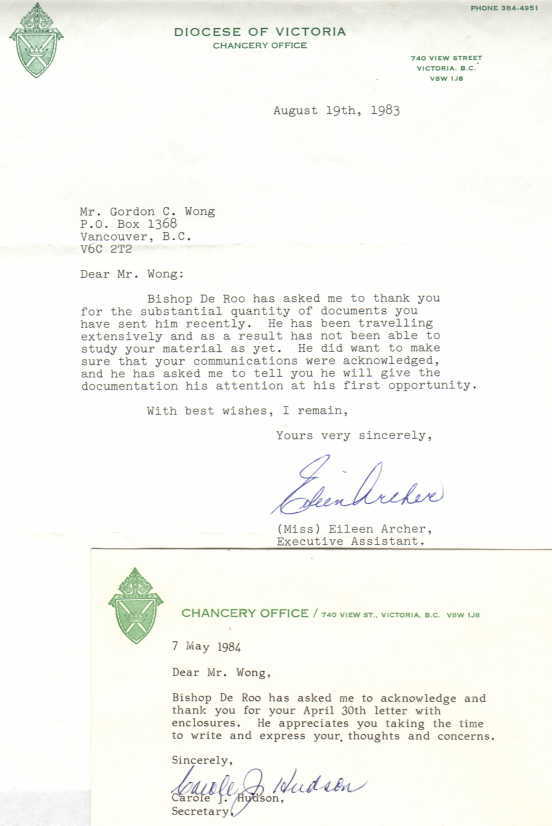 PHONE 384-4951
DIOCESE OF VICTORIA
CHANCERY OFFICE
740 VIEW STREET
VICTORIA, B.C.
V8W 1J8
August 19th, 1983
Mr. Gordon C. Wong
P.O. Box 1368
Vancouver, B.C.
V6C 2T2
Dear Mr. Wong:
Bishop De Roo has asked me to thank you
for the substantial quantity of documents you
have sent him recently. He has been travelling
extensively and as a result has not been able to
study your material as yet. He did want to make
sure that your communications were acknowledged,
and he has asked me to tell you he will give the
documentation his attention at his first opportunity.
With best wishes, I remain,
Yours very sincerely,
Eileen Archer
(Miss) Eileen Archer,
Executive Assistant.
CHANCERY OFFICE / 740 VIEW ST., VICTORIA, B.C. V8W 1J8
7 May 1984
Dear Mr. Wong,
Bishop De Roo has asked me to acknowledge and
thank you for your April 30th letter with
enclosures. He appreciates you taking the time
to write and express your thoughts and concerns.
Sincerely,
Carole J Hudson
Carole J. Hudson,
Secretary.